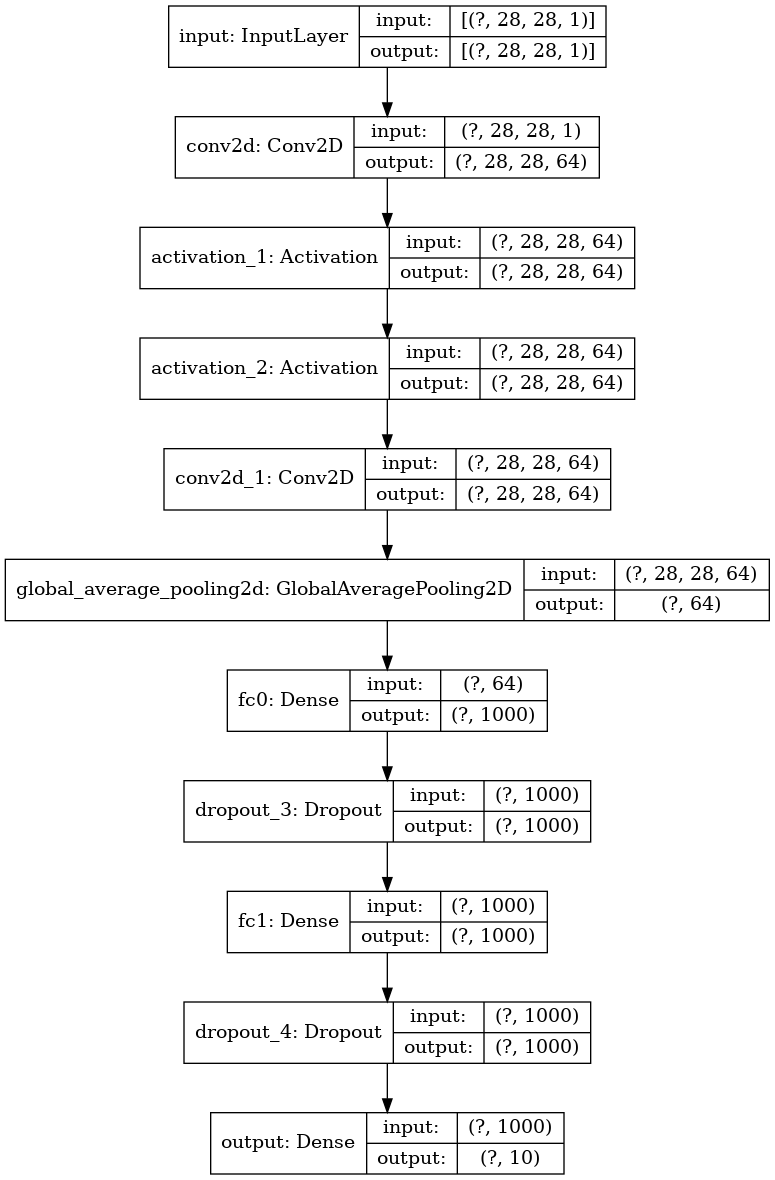 input: InputLayer
input: [(?, 28, 28, 1)]
output: [(?, 28, 28, 1)]
conv2d: Conv2D
input: (?, 28, 28, 1)
output: (?, 28, 28, 64)
activation_1: Activation
input: (?, 28, 28, 64)
output: (?, 28, 28, 64)
activation_2: Activation
input: (?, 28, 28, 64)
output: (?, 28, 28, 64)
conv2d_1: Conv2D
input: (?, 28, 28, 64)
output: (?, 28, 28, 64)
global_average_pooling2d: GlobalAveragePooling2D
input: (?, 28, 28, 64)
output: (?, 64)
fc0: Dense
input: (?, 64)
output: (?, 1000)
dropout_3: Dropout
input: (?, 1000)
output: (?, 1000)
fc1: Dense
input: (?, 1000)
output: (?, 1000)
dropout_4: Dropout
input: (?, 1000)
output: (?, 1000)
output: Dense
input: (?, 1000)
output: (?, 10)